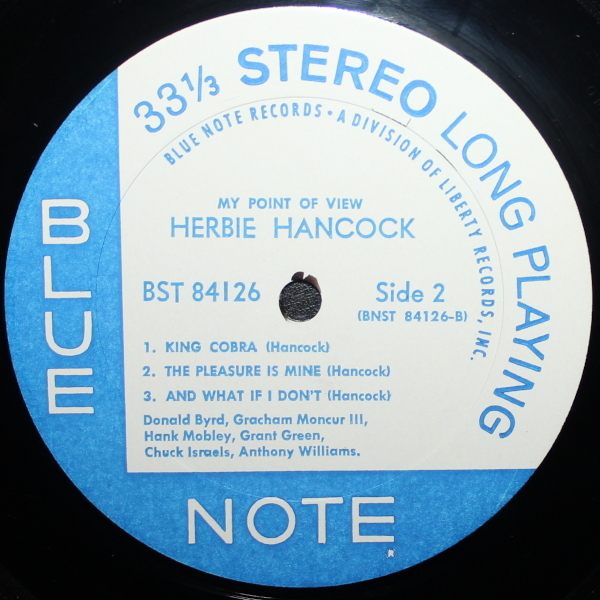 33⅓ STEREO LONG PLAYING
BLUE NOTE RECORDS • A DIVISION OF LIBERTY RECORDS, INC.
MY POINT OF VIEW
HERBIE HANCOCK
BST 84126
Side 2
(BNST 84126-B)
1. KING COBRA (Hancock)
2. THE PLEASURE IS MINE (Hancock)
3. AND WHAT IF I DON'T (Hancock)
Donald Byrd, Gracham Moncur III,
Hank Mobley, Grant Green,
Chuck Israels, Anthony Williams.
BLUE
NOTE